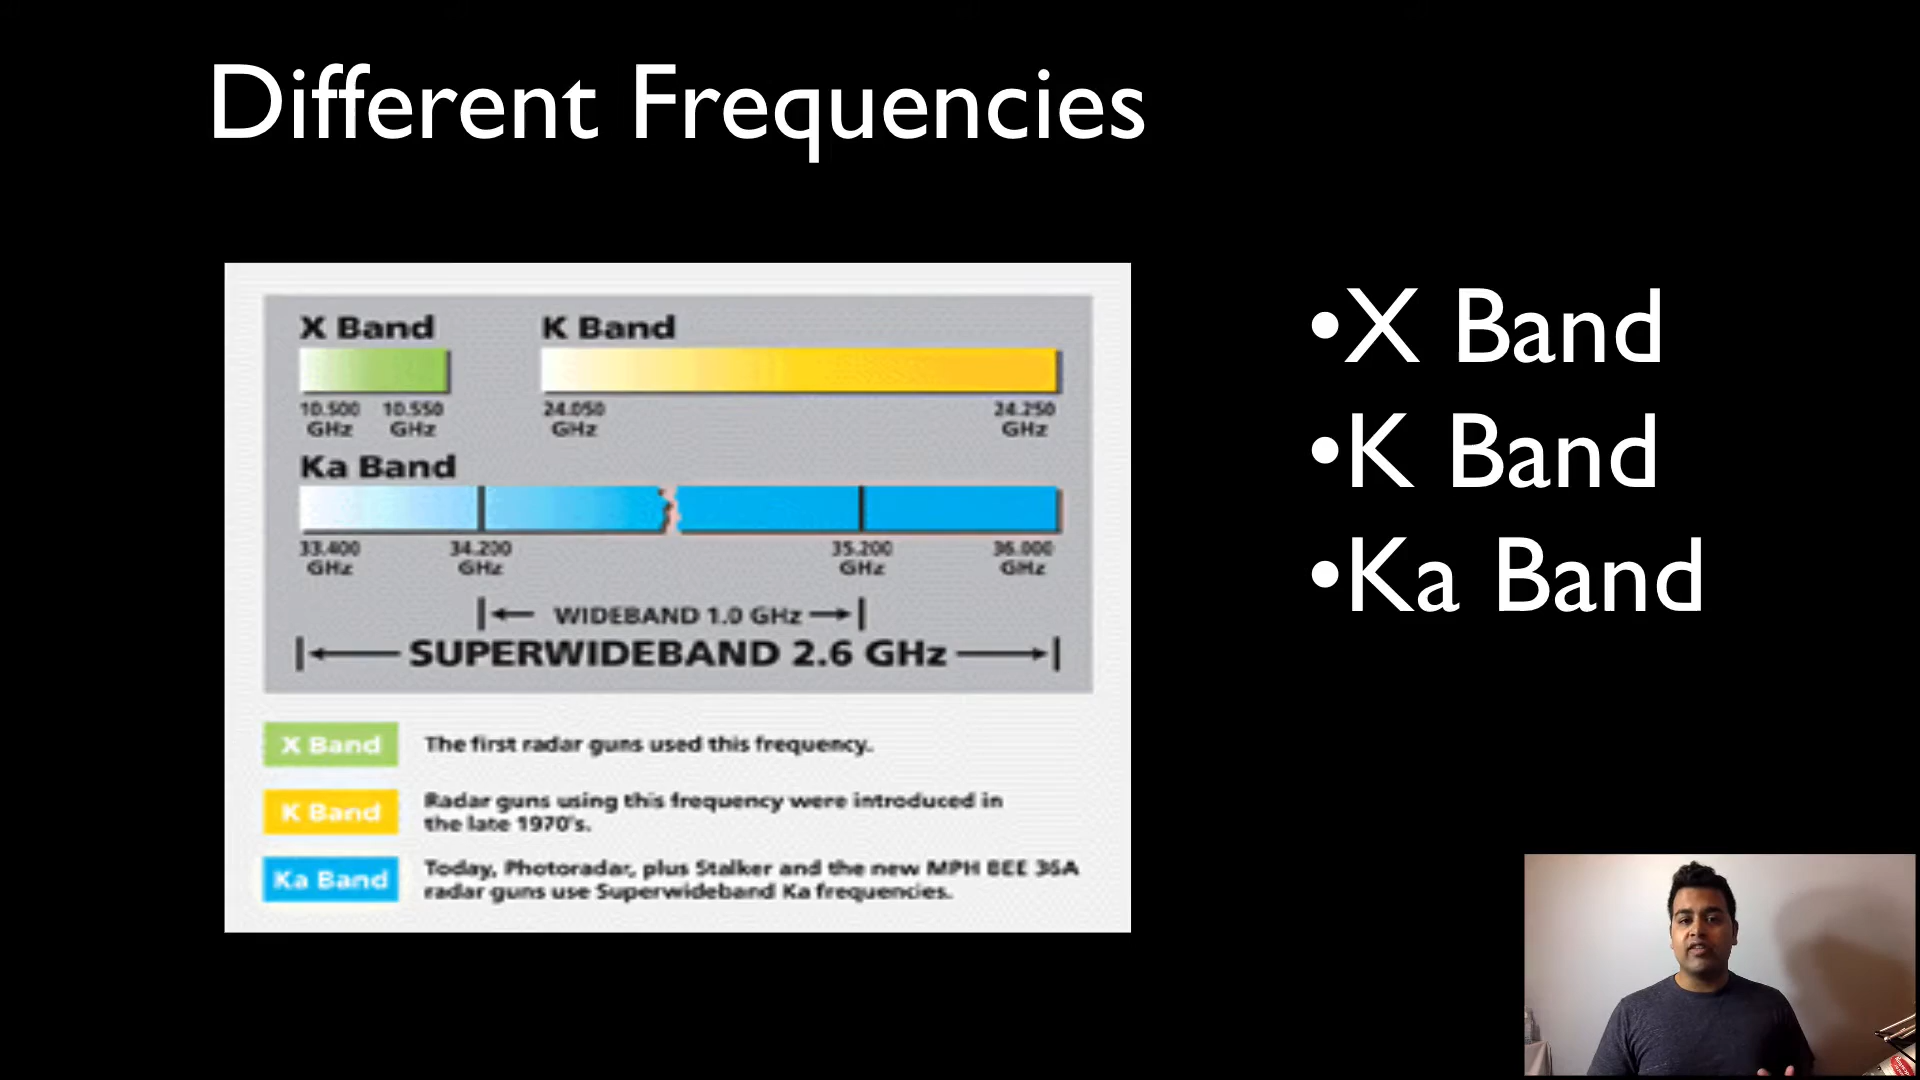 Different Frequencies
X Band
K Band
10.500 GHz
10.550 GHz
24.050 GHz
24.250 GHz
Ka Band
33.400 GHz
34.200 GHz
35.200 GHz
36.000 GHz
WIDEBAND 1.0 GHz
SUPERWIDEBAND 2.6 GHz
X Band
The first radar guns used this frequency.
K Band
Radar guns using this frequency were introduced in
the late 1970's.
Ka Band
Today, Photoradar, plus Stalker and the new MPH BEE 36A
radar guns use Superwideband Ka frequencies.
•X Band
•K Band
•Ka Band